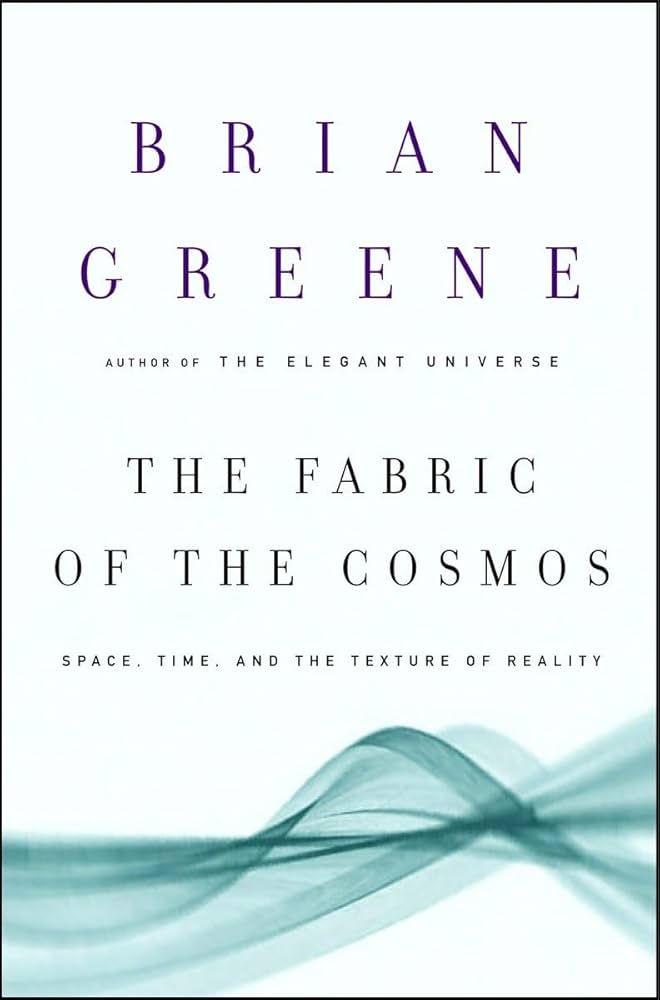 BRIAN
GREENE
AUTHOR OF THE ELEGANT UNIVERSE
THE FABRIC
OF THE COSMOS
SPACE, TIME, AND THE TEXTURE OF REALITY